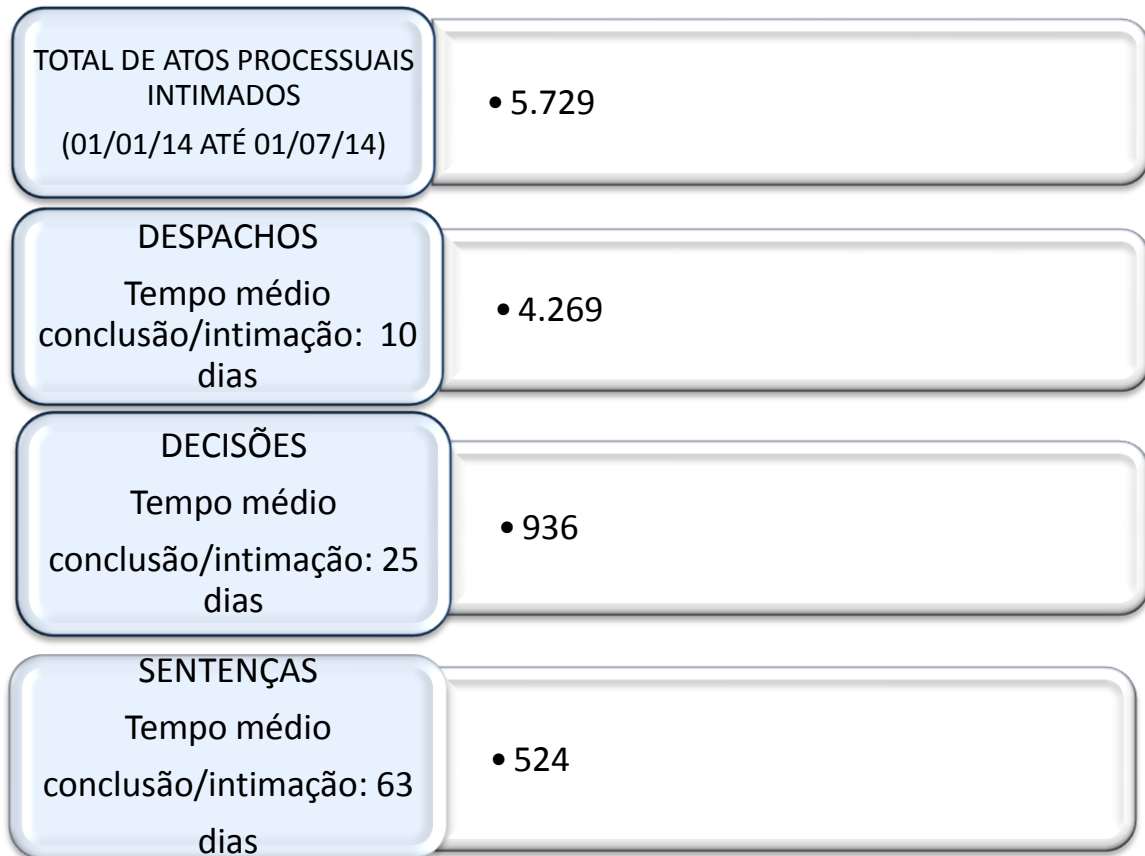 TOTAL DE ATOS PROCESSUAIS
INTIMADOS
(01/01/14 ATÉ 01/07/14)
• 5.729
DESPACHOS
Tempo médio
conclusão/intimação: 10
dias
• 4.269
DECISÕES
Tempo médio
conclusão/intimação: 25
dias
• 936
SENTENÇAS
Tempo médio
conclusão/intimação: 63
dias
• 524